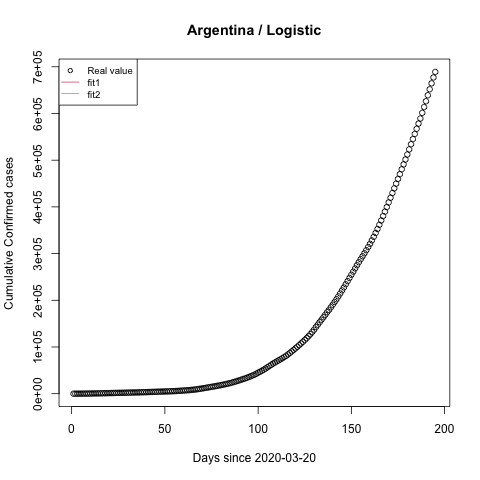 Argentina / Logistic
Real value
fit1
fit2
7e+05
6e+05
5e+05
4e+05
3e+05
2e+05
1e+05
0e+00
Cumulative Confirmed cases
0 50 100 150 200
Days since 2020-03-20